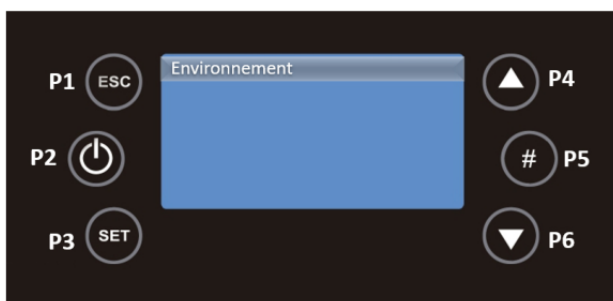 Environnement
P1 ESC
P4
P2
# P5
P3 SET
P6